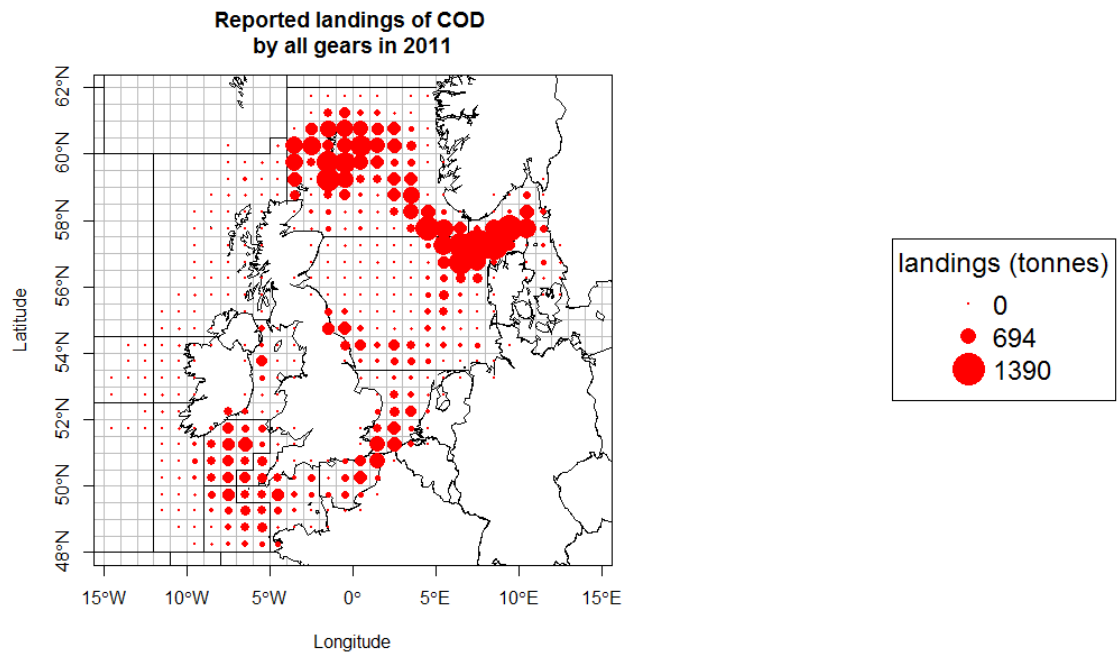 Reported landings of COD
by all gears in 2011
62°N
60°N
58°N
56°N
54°N
52°N
50°N
48°N
Latitude
15°W
10°W
5°W
0°
5°E
10°E
15°E
Longitude
landings (tonnes)
0
694
1390